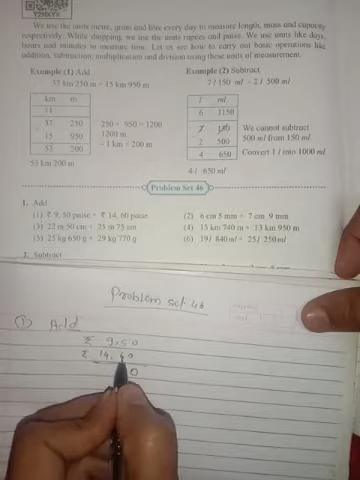 We use the units metre, gram and litre every day to measure length, mass and capacity
respectively. While shopping, we use the units rupees and paise. We use units like days,
hours and minutes to measure time. Let us see how to carry out basic operations like
addition, subtraction, multiplication and division using these units of measurement.
Example (1) Add
37 km 250 m + 15 km 950 m
km m
11
37 250
+ 15 950
53 200
250 + 950 = 1200
1200 m
= 1 km + 200 m
53 km 200 m
Example (2) Subtract
7 l 150 ml - 2 l 500 ml
l ml
6 1150
7 150
- 2 500
4 650
We cannot subtract
500 ml from 150 ml
Convert 1 l into 1000 ml
4 l 650 ml
Problem Set 46
1. Add
(1) ₹ 9, 50 paise + ₹ 14, 60 paise
(2) 6 cm 5 mm + 7 cm 9 mm
(3) 22 m 50 cm + 25 m 75 cm
(4) 15 km 740 m + 13 km 950 m
(5) 25 kg 650 g + 29 kg 770 g
(6) 19 l 840 ml + 25 l 250 ml
2. Subtract
Problem set 46
① Add
₹ 9.50
₹ 14.60
0